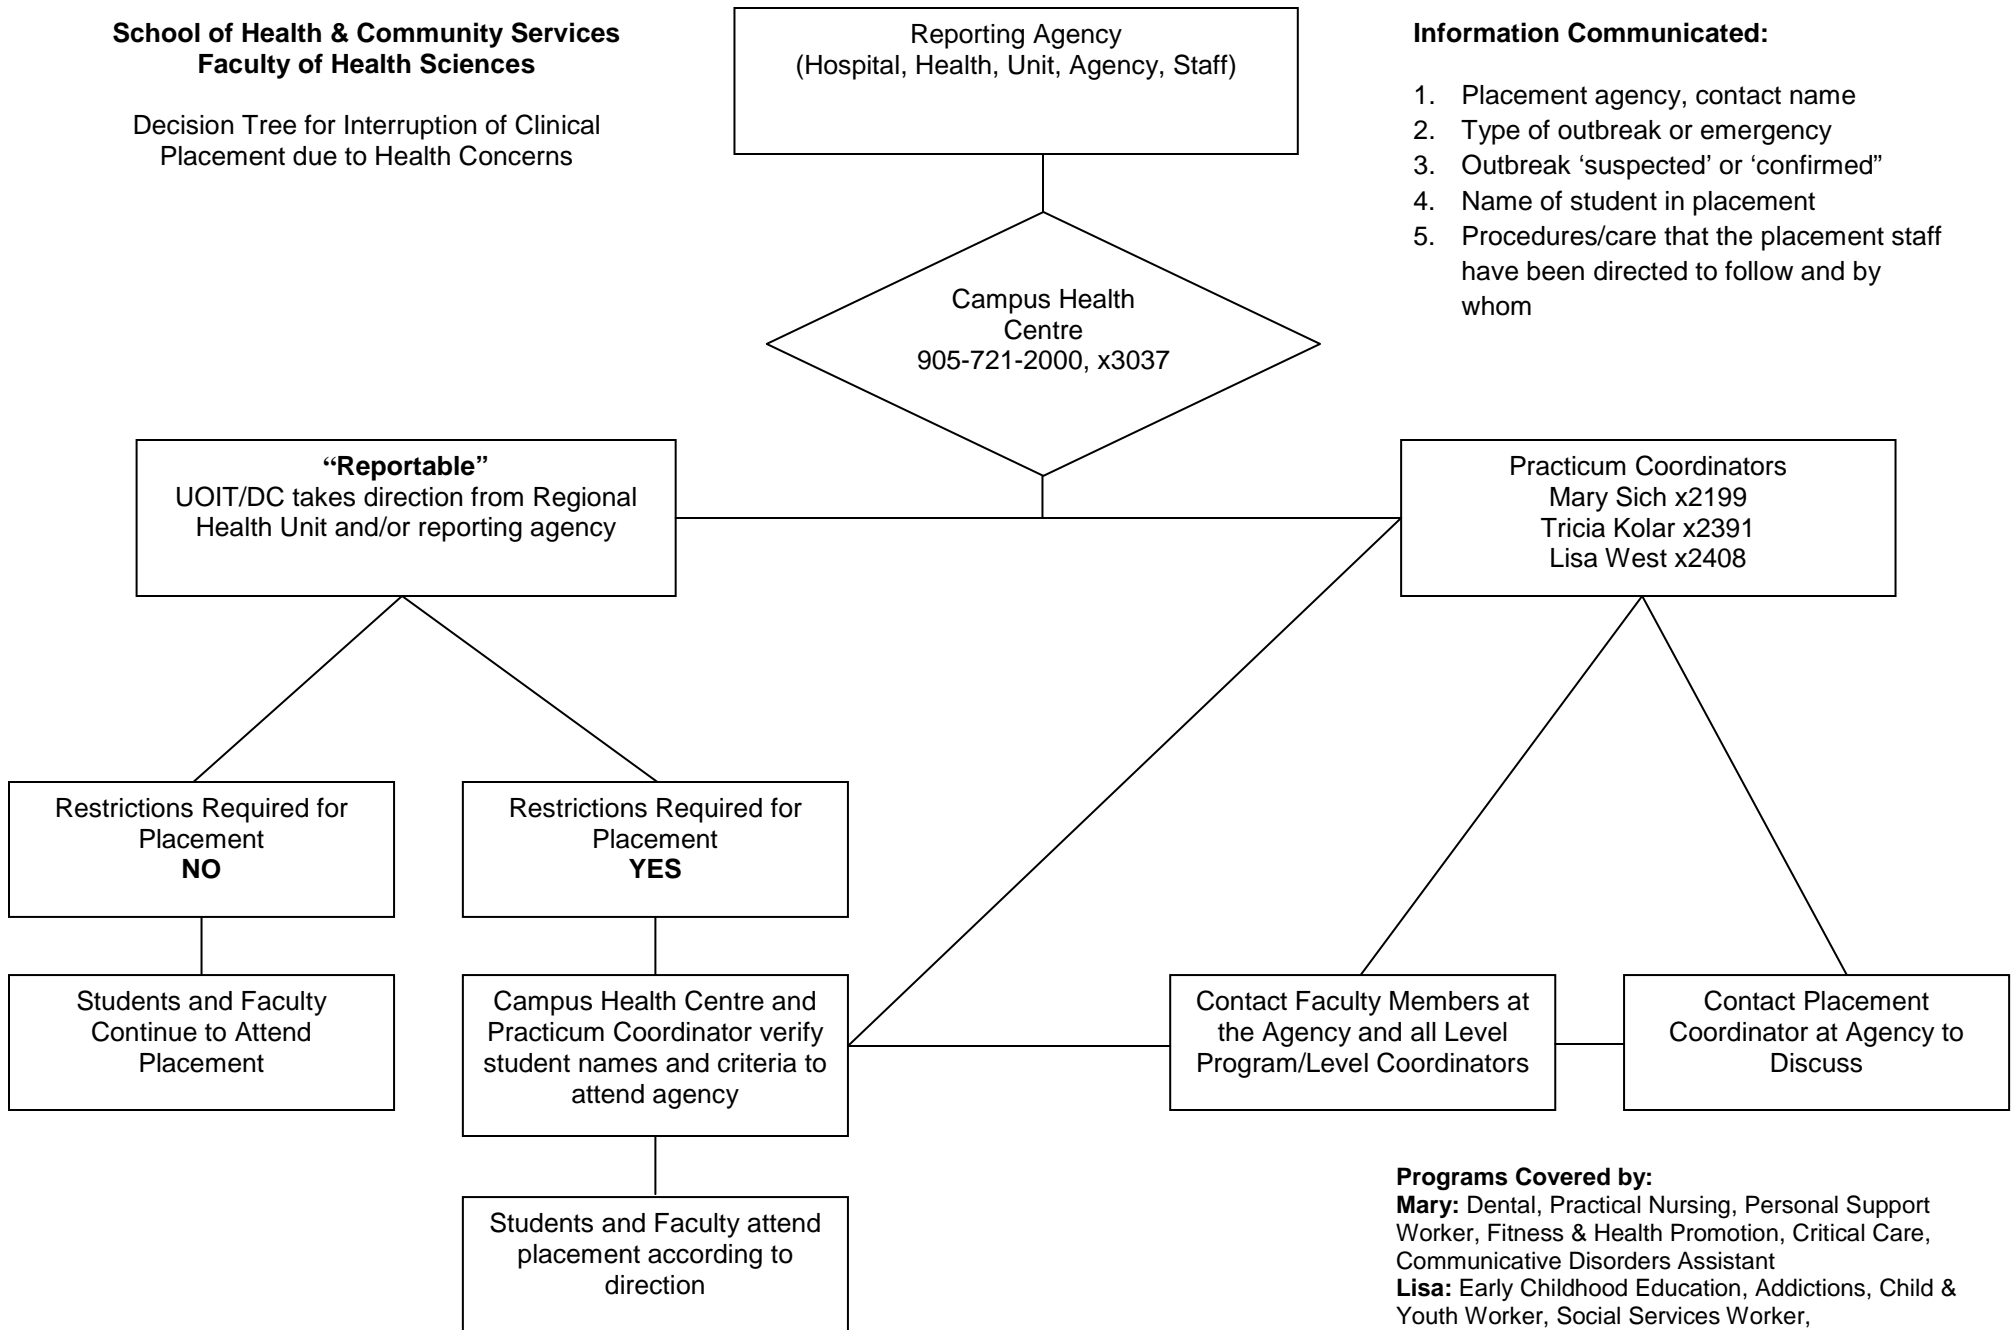 School of Health & Community Services
Faculty of Health Sciences
Decision Tree for Interruption of Clinical
Placement due to Health Concerns
Reporting Agency
(Hospital, Health, Unit, Agency, Staff)
Information Communicated:
1. Placement agency, contact name
2. Type of outbreak or emergency
3. Outbreak ‘suspected’ or ‘confirmed”
4. Name of student in placement
5. Procedures/care that the placement staff
have been directed to follow and by
whom
Campus Health
Centre
905-721-2000, x3037
“Reportable”
UOIT/DC takes direction from Regional
Health Unit and/or reporting agency
Practicum Coordinators
Mary Sich x2199
Tricia Kolar x2391
Lisa West x2408
Restrictions Required for
Placement
NO
Restrictions Required for
Placement
YES
Students and Faculty
Continue to Attend
Placement
Campus Health Centre and
Practicum Coordinator verify
student names and criteria to
attend agency
Contact Faculty Members at
the Agency and all Level
Program/Level Coordinators
Contact Placement
Coordinator at Agency to
Discuss
Students and Faculty attend
placement according to
direction
Programs Covered by:
Mary: Dental, Practical Nursing, Personal Support
Worker, Fitness & Health Promotion, Critical Care,
Communicative Disorders Assistant
Lisa: Early Childhood Education, Addictions, Child &
Youth Worker, Social Services Worker,